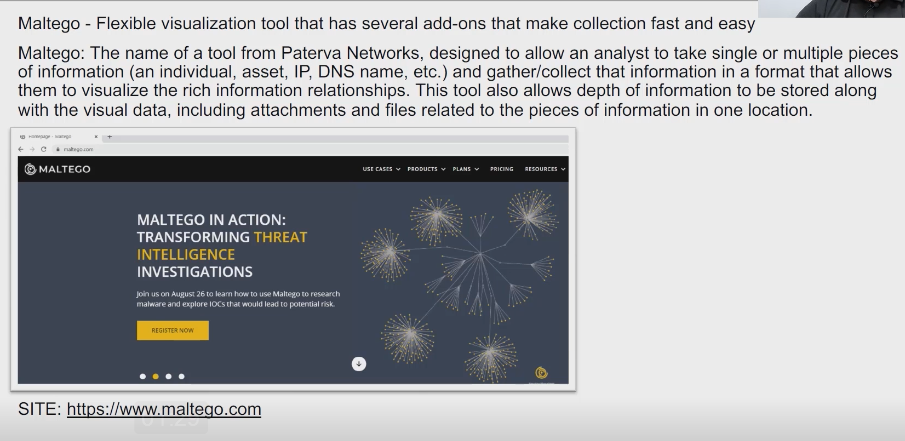 Maltego - Flexible visualization tool that has several add-ons that make collection fast and easy
Maltego: The name of a tool from Paterva Networks, designed to allow an analyst to take single or multiple pieces
of information (an individual, asset, IP, DNS name, etc.) and gather/collect that information in a format that allows
them to visualize the rich information relationships. This tool also allows depth of information to be stored along
with the visual data, including attachments and files related to the pieces of information in one location.
Homepage - Maltego
maltego.com
MALTEGO
USE CASES PRODUCTS PLANS PRICING RESOURCES
MALTEGO IN ACTION:
TRANSFORMING THREAT
INTELLIGENCE
INVESTIGATIONS
Join us on August 26 to learn how to use Maltego to research
malware and explore IOCs that would lead to potential risk.
REGISTER NOW
SITE: https://www.maltego.com